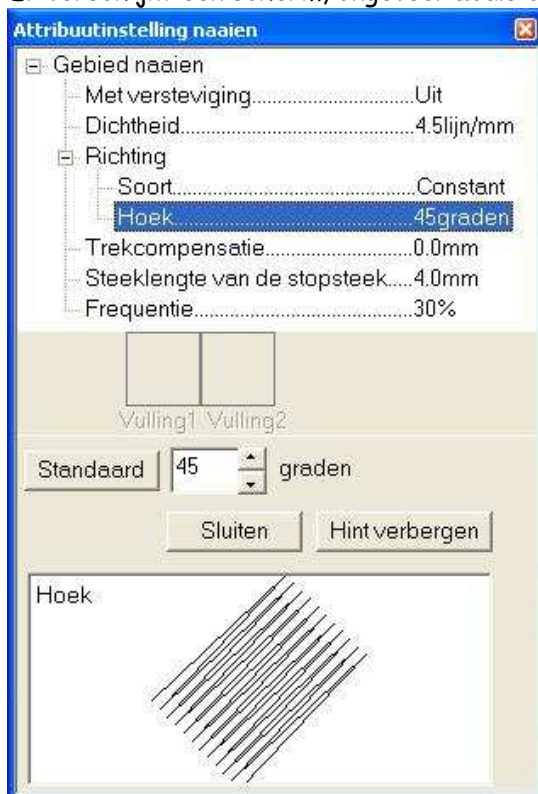 Attribuutinstelling naaien
Gebied naaien
Met versteviging..............................Uit
Dichtheid...........................................4.5lijn/mm
Richting
Soort............................................Constant
Hoek............................................45graden
Trekcompensatie...........................0.0mm
Steeklengte van de stopsteek.....4.0mm
Frequentie........................................30%
Vulling1 Vulling2
Standaard 45 graden
Sluiten Hint verbergen
Hoek